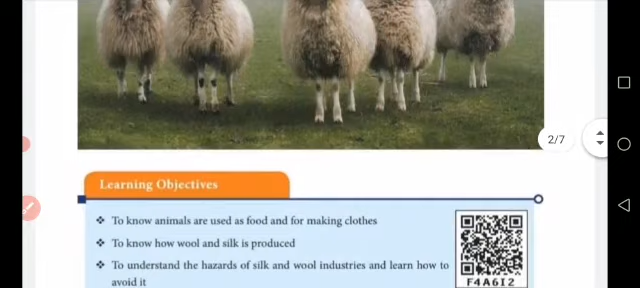 2/7
Learning Objectives
❖ To know animals are used as food and for making clothes
❖ To know how wool and silk is produced
❖ To understand the hazards of silk and wool industries and learn how to
avoid it
F4A6I2